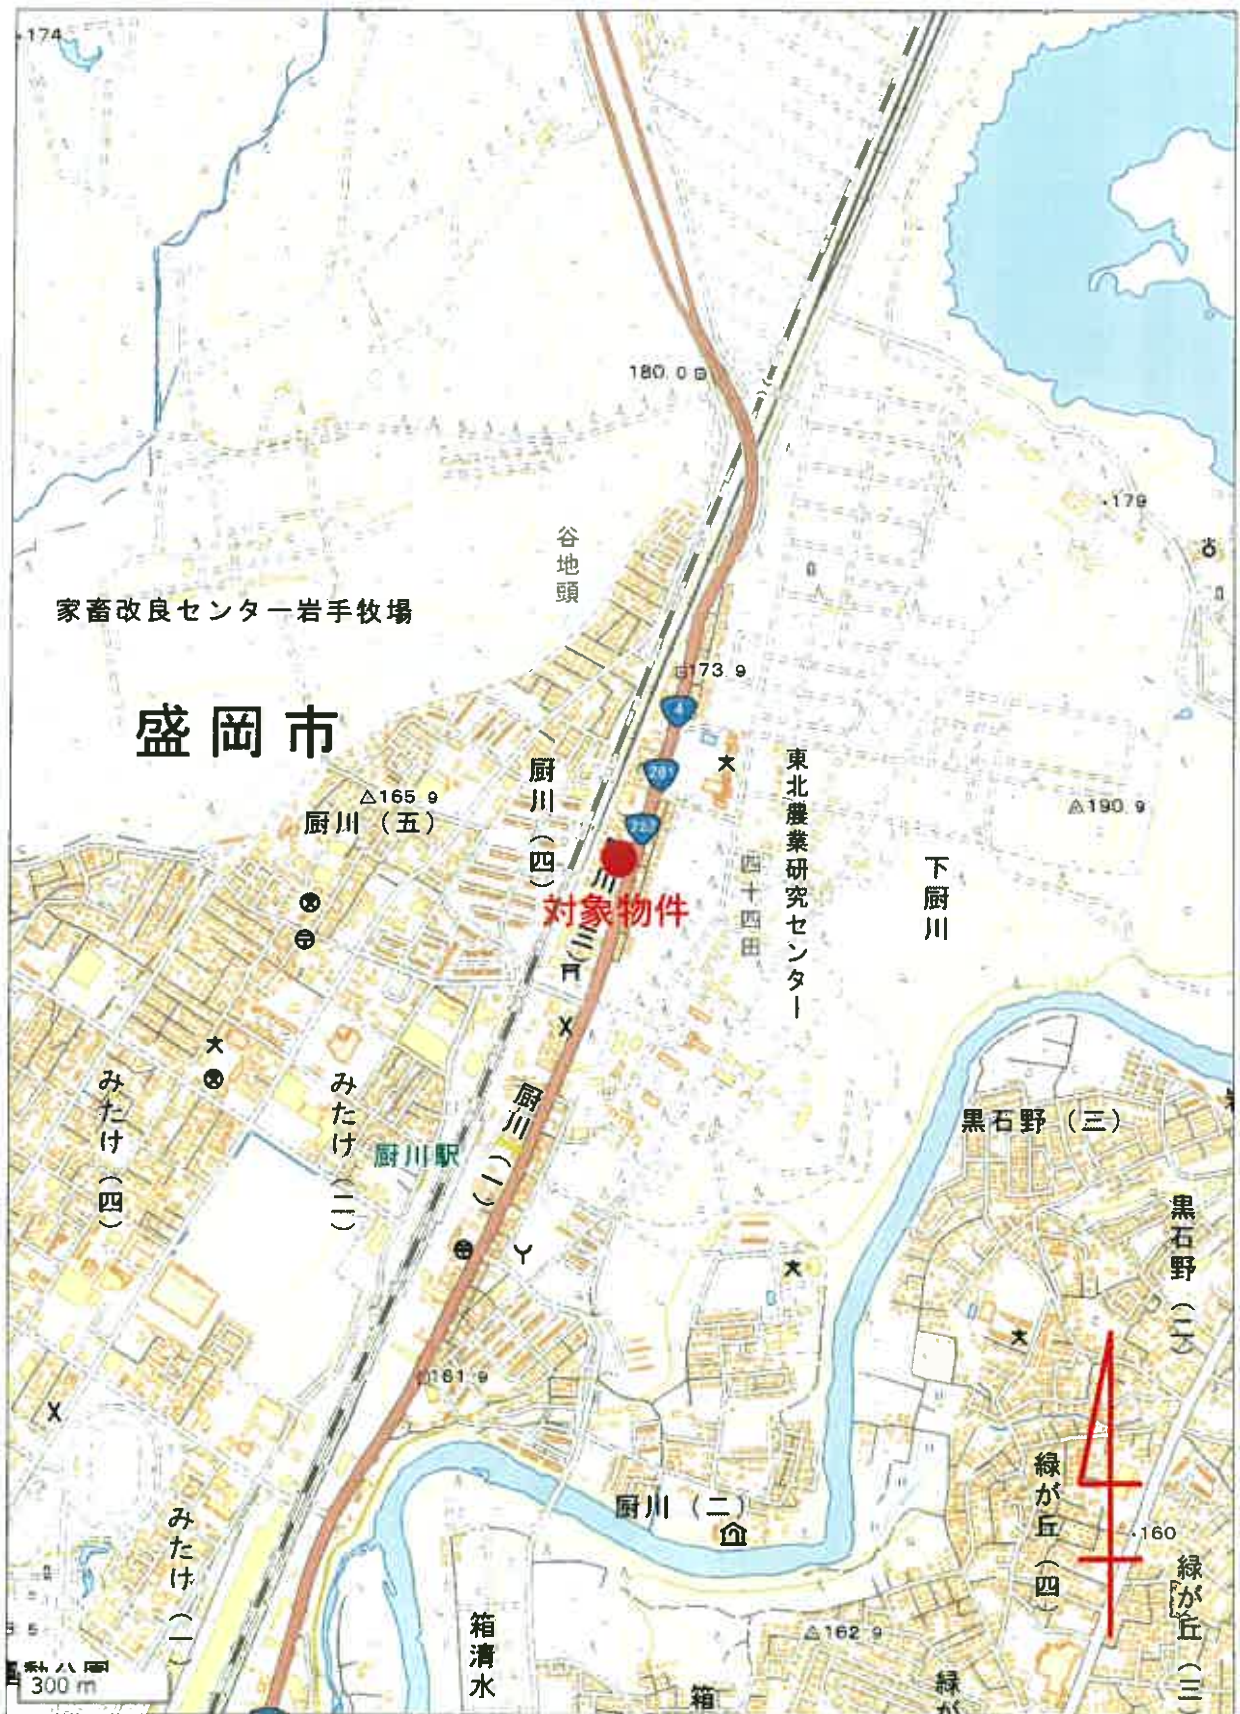 174
180.0
179
谷地頭
家畜改良センター岩手牧場
173.9
盛岡市
4
281
厨川（四）
東北農業研究センター
165.9
厨川（五）
190.9
下厨川
四十四田
対象物件
みたけ（四）
みたけ（二）
厨川（一）
厨川駅
黒石野（三）
黒石野（二）
161.9
緑が丘（四）
160
厨川（二）
みたけ（一）
緑が丘（三）
箱清水
162.9
箱
緑が
300 m